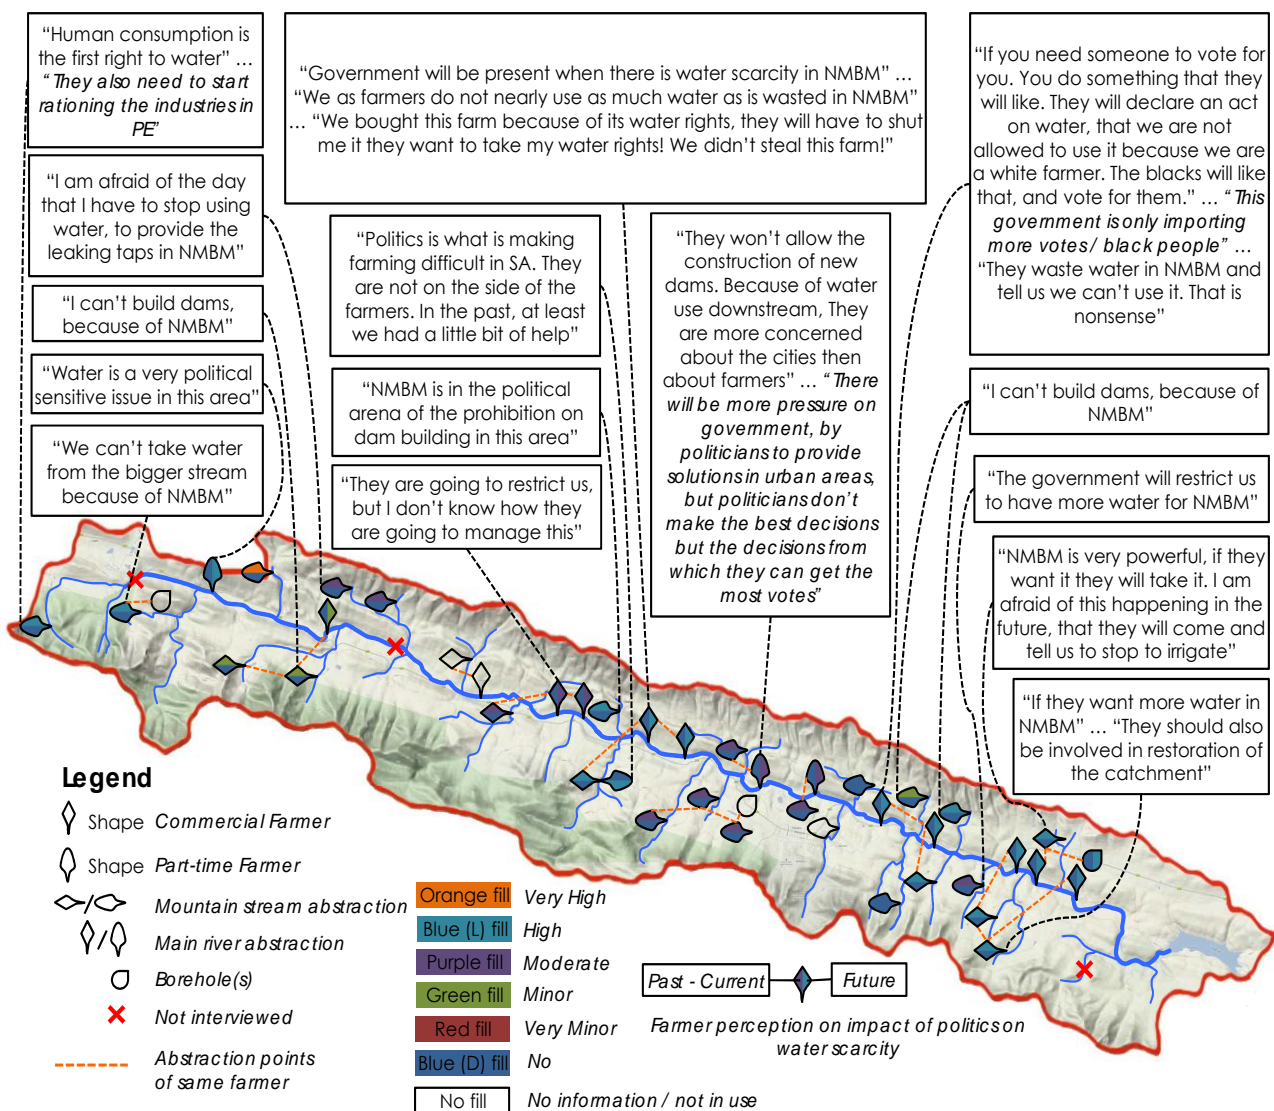 “Human consumption is
the first right to water” …
“They also need to start
rationing the industries in
PE”
“I am afraid of the day
that I have to stop using
water, to provide the
leaking taps in NMBM”
“I can’t build dams,
because of NMBM”
“Water is a very political
sensitive issue in this area”
“We can’t take water
from the bigger stream
because of NMBM”
“Government will be present when there is water scarcity in NMBM” …
“We as farmers do not nearly use as much water as is wasted in NMBM”
… “We bought this farm because of its water rights, they will have to shut
me it they want to take my water rights! We didn’t steal this farm!”
“Politics is what is making
farming difficult in SA. They
are not on the side of the
farmers. In the past, at least
we had a little bit of help”
“NMBM is in the political
arena of the prohibition on
dam building in this area”
“They are going to restrict us,
but I don’t know how they
are going to manage this”
“They won’t allow the
construction of new
dams. Because of water
use downstream, They
are more concerned
about the cities then
about farmers” … “There
will be more pressure on
government, by
politicians to provide
solutions in urban areas,
but politicians don’t
make the best decisions
but the decisions from
which they can get the
most votes”
“If you need someone to vote for
you. You do something that they
will like. They will declare an act
on water, that we are not
allowed to use it because we are
a white farmer. The blacks will like
that, and vote for them.” … “This
government is only importing
more votes/ black people” …
“They waste water in NMBM and
tell us we can’t use it. That is
nonsense”
“I can’t build dams, because of
NMBM”
“The government will restrict us
to have more water for NMBM”
“NMBM is very powerful, if they
want it they will take it. I am
afraid of this happening in the
future, that they will come and
tell us to stop to irrigate”
“If they want more water in
NMBM” … “They should also
be involved in restoration of
the catchment”
Legend
Shape Commercial Farmer
Shape Part-time Farmer
Mountain stream abstraction
Main river abstraction
Borehole(s)
Not interviewed
Abstraction points
of same farmer
Orange fill Very High
Blue (L) fill High
Purple fill Moderate
Green fill Minor
Red fill Very Minor
Blue (D) fill No
No fill No information / not in use
Past - Current Future
Farmer perception on impact of politics on
water scarcity